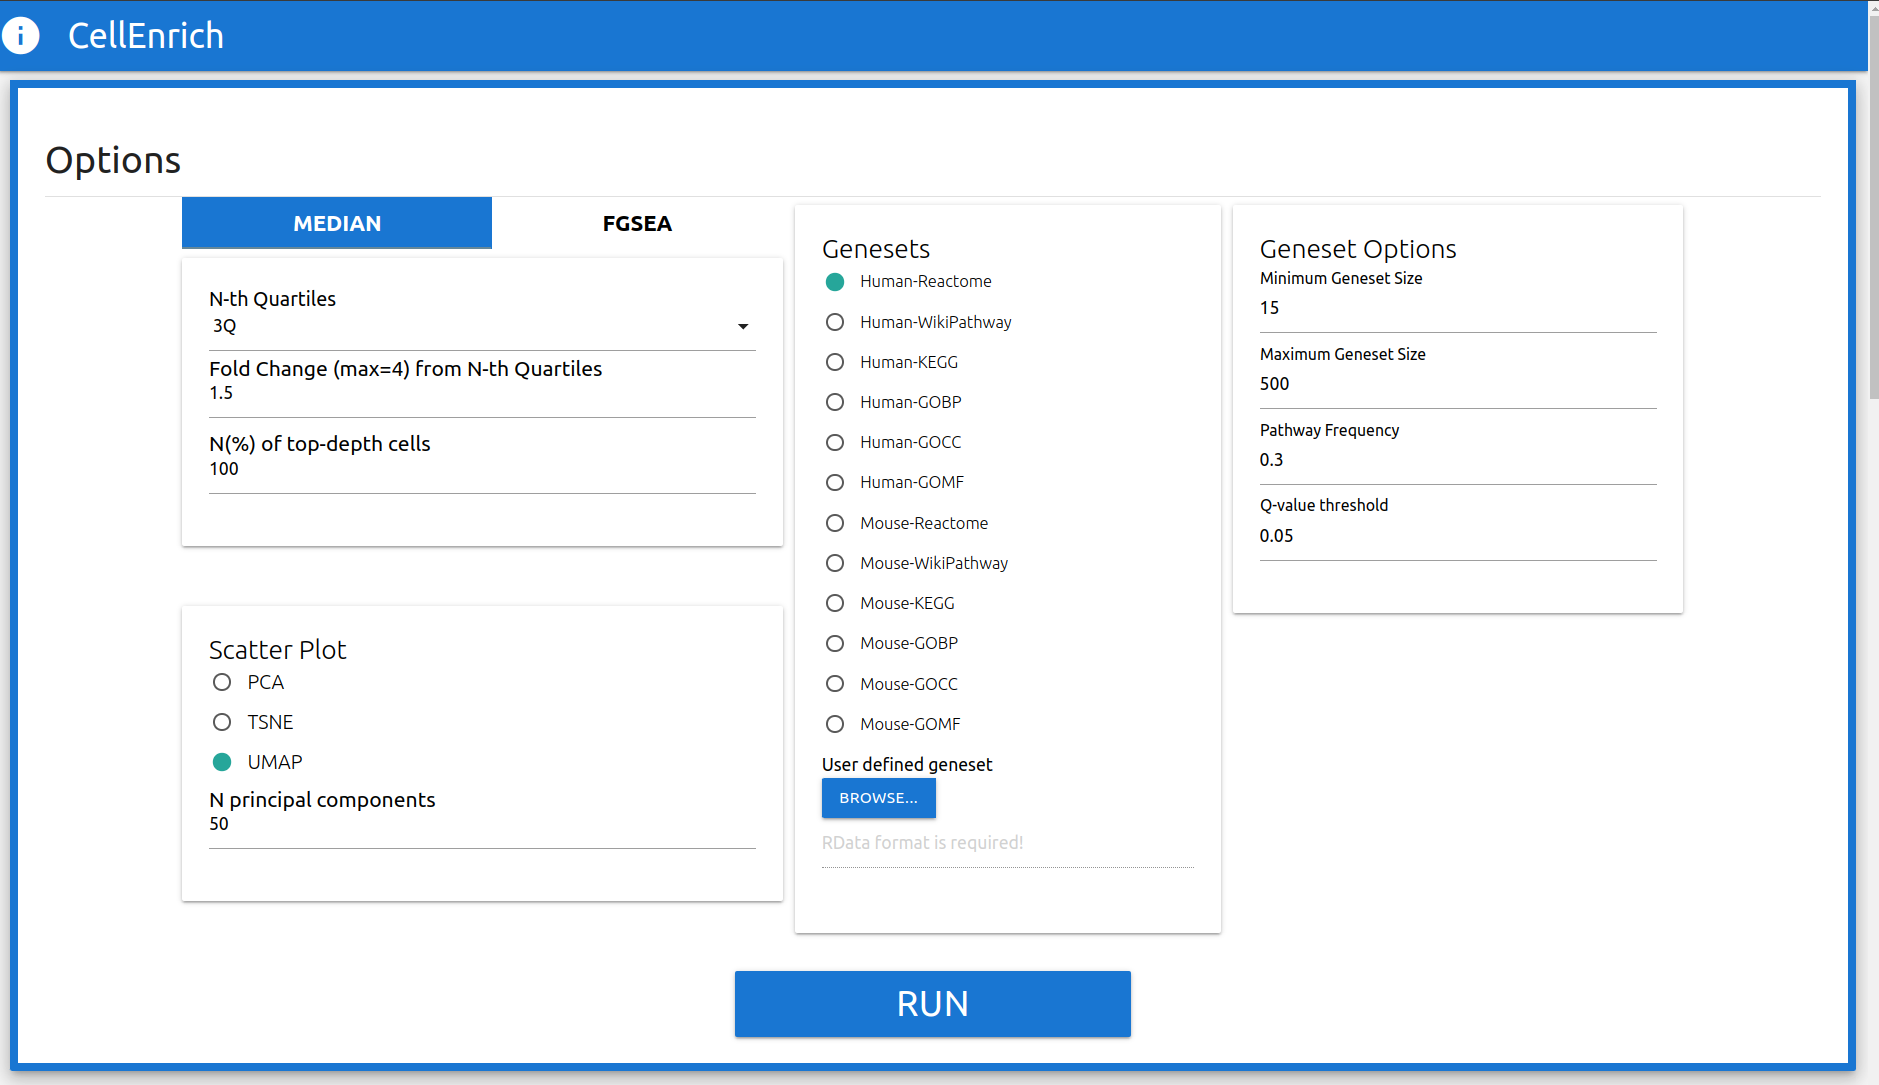 i
CellEnrich
Options
MEDIAN
FGSEA
N-th Quartiles
3Q
Fold Change (max=4) from N-th Quartiles
1.5
N(%) of top-depth cells
100
Scatter Plot
PCA
TSNE
UMAP
N principal components
50
Genesets
Human-Reactome
Human-WikiPathway
Human-KEGG
Human-GOBP
Human-GOCC
Human-GOMF
Mouse-Reactome
Mouse-WikiPathway
Mouse-KEGG
Mouse-GOBP
Mouse-GOCC
Mouse-GOMF
User defined geneset
BROWSE...
RData format is required!
Geneset Options
Minimum Geneset Size
15
Maximum Geneset Size
500
Pathway Frequency
0.3
Q-value threshold
0.05
RUN